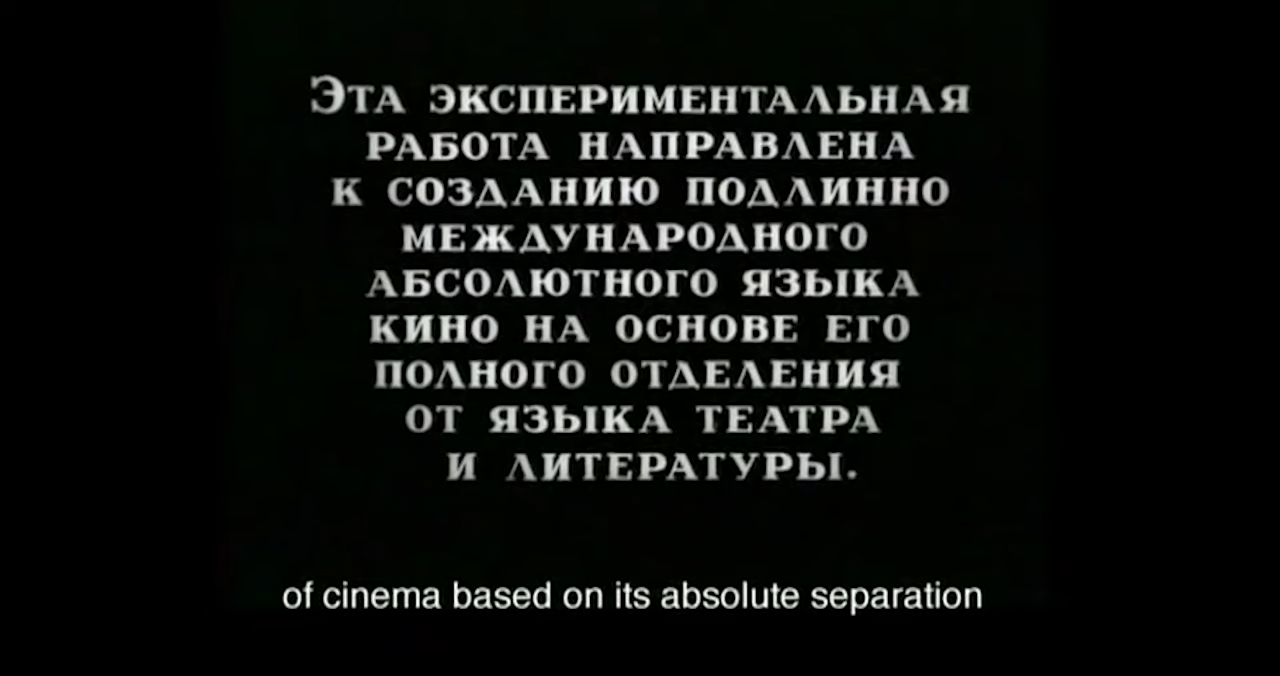 Эта экспериментальная
работа направлена
к созданию подлинно
международного
абсолютного языка
кино на основе его
полного отделения
от языка театра
и литературы.
of cinema based on its absolute separation